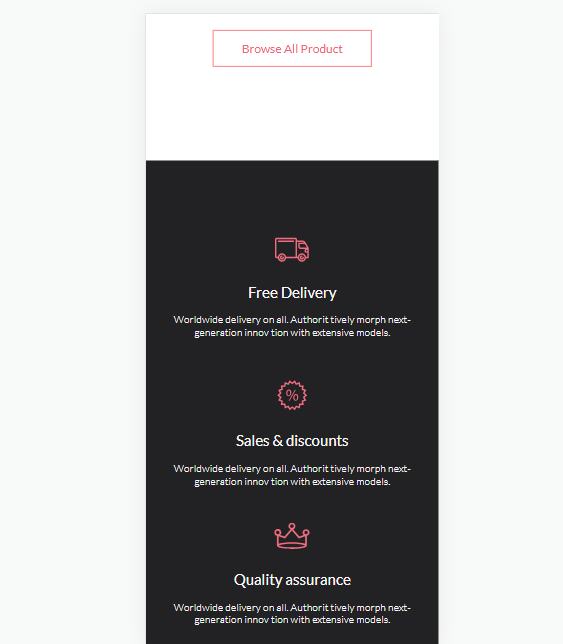 Browse All Product
Free Delivery
Worldwide delivery on all. Authorit tively morph next-
generation innov tion with extensive models.
%
Sales & discounts
Worldwide delivery on all. Authorit tively morph next-
generation innov tion with extensive models.
Quality assurance
Worldwide delivery on all. Authorit tively morph next-
generation innov tion with extensive models.